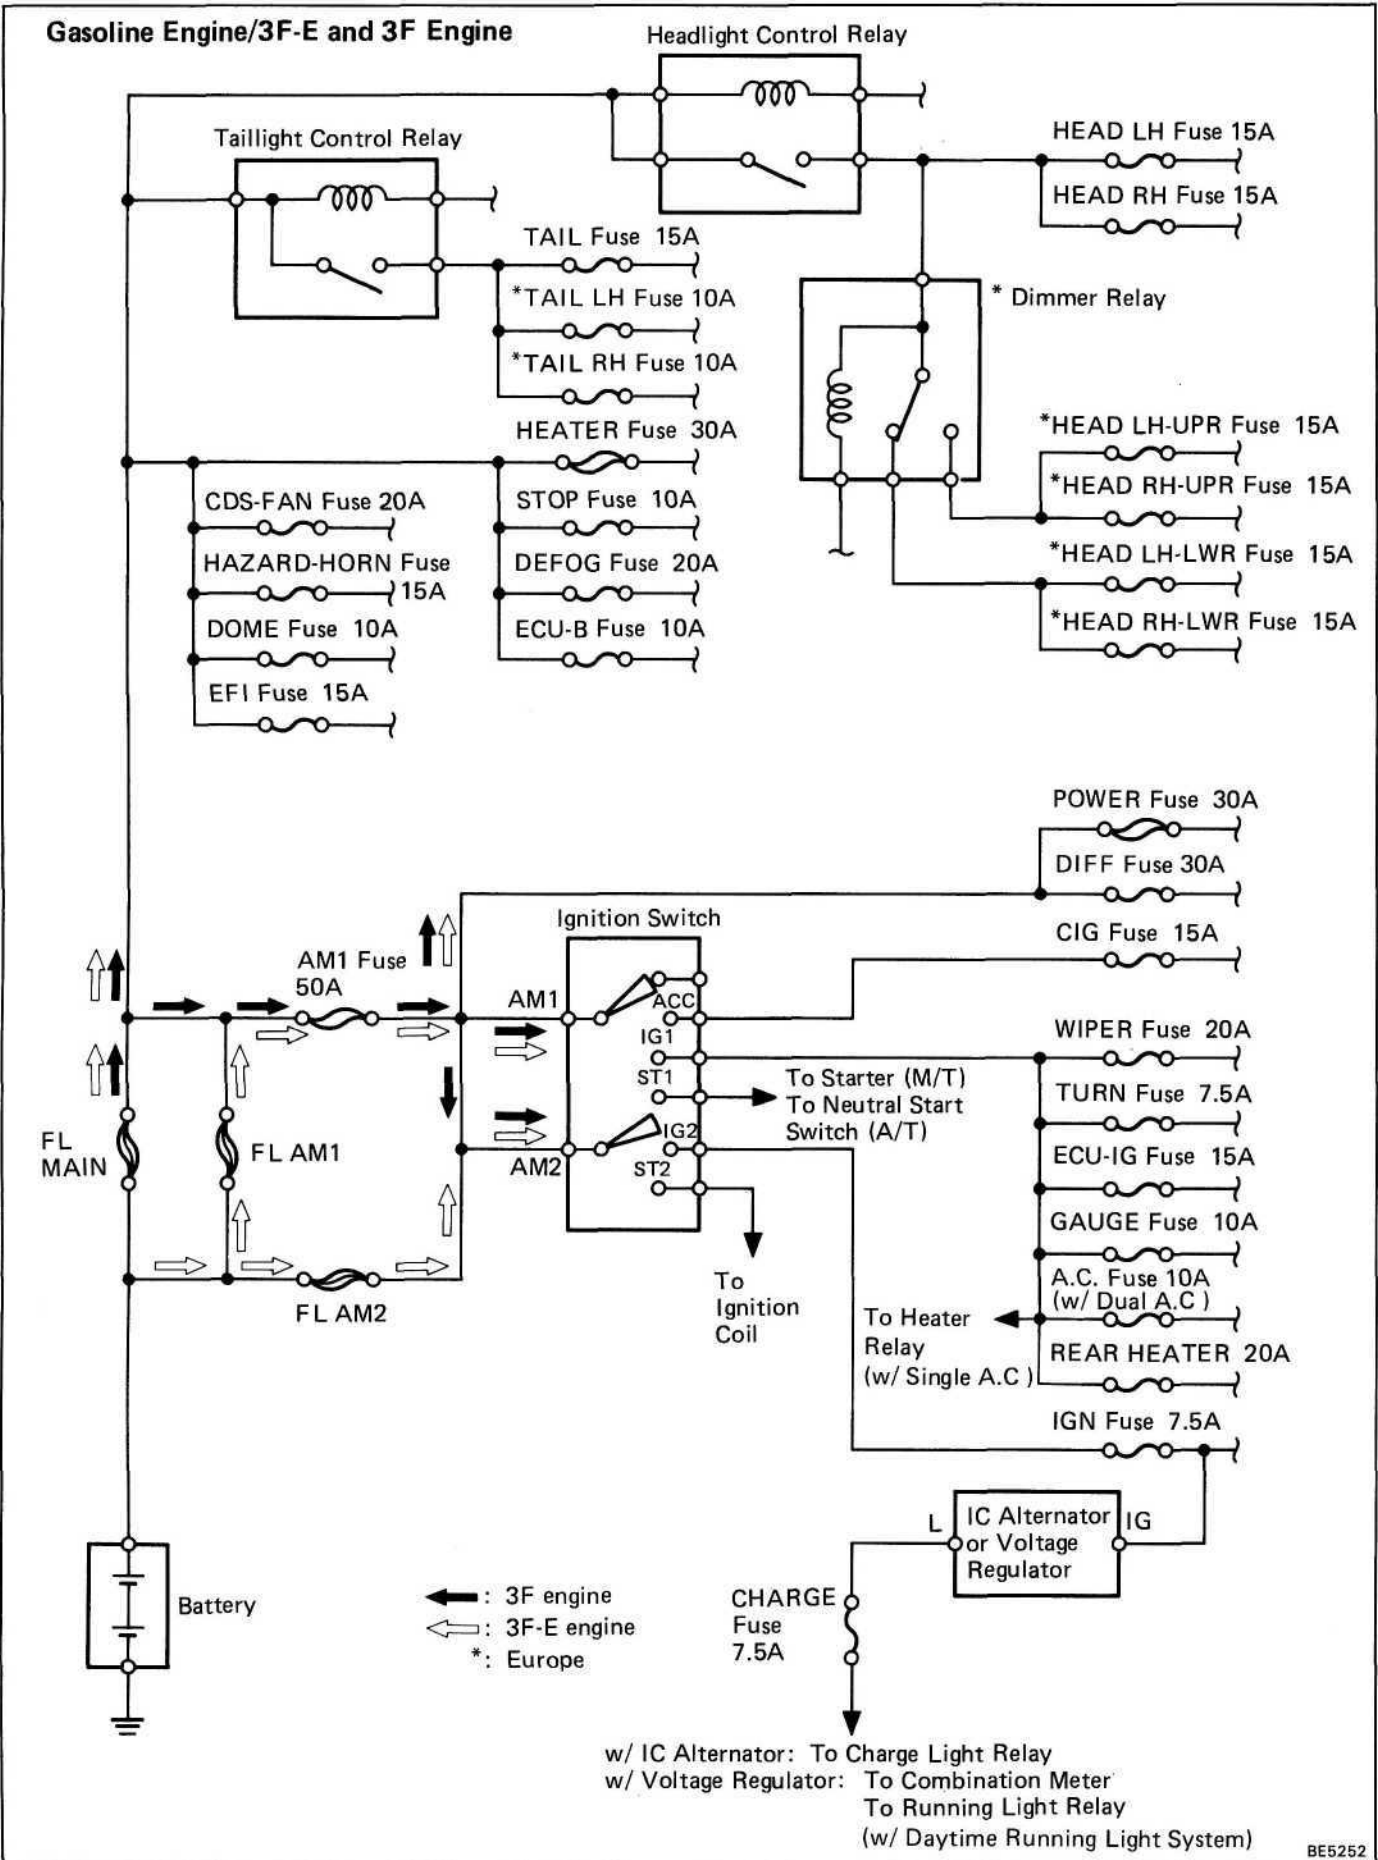 Gasoline Engine/3F-E and 3F Engine
Headlight Control Relay
Taillight Control Relay
HEAD LH Fuse 15A
HEAD RH Fuse 15A
TAIL Fuse 15A
*TAIL LH Fuse 10A
*TAIL RH Fuse 10A
* Dimmer Relay
HEATER Fuse 30A
CDS-FAN Fuse 20A
STOP Fuse 10A
HAZARD-HORN Fuse
15A
DEFOG Fuse 20A
DOME Fuse 10A
ECU-B Fuse 10A
EFI Fuse 15A
*HEAD LH-UPR Fuse 15A
*HEAD RH-UPR Fuse 15A
*HEAD LH-LWR Fuse 15A
*HEAD RH-LWR Fuse 15A
POWER Fuse 30A
DIFF Fuse 30A
Ignition Switch
CIG Fuse 15A
AM1 Fuse
50A
AM1
ACC
IG1
ST1
IG2
ST2
AM2
WIPER Fuse 20A
To Starter (M/T)
To Neutral Start
Switch (A/T)
TURN Fuse 7.5A
ECU-IG Fuse 15A
GAUGE Fuse 10A
A.C. Fuse 10A
(w/ Dual A.C )
FL
MAIN
FL AM1
FL AM2
To
Ignition
Coil
To Heater
Relay
(w/ Single A.C )
REAR HEATER 20A
IGN Fuse 7.5A
L
IC Alternator
or Voltage
Regulator
IG
Battery
: 3F engine
: 3F-E engine
*: Europe
CHARGE
Fuse
7.5A
w/ IC Alternator: To Charge Light Relay
w/ Voltage Regulator: To Combination Meter
To Running Light Relay
(w/ Daytime Running Light System)
BE5252